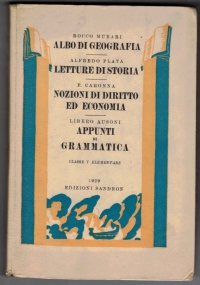 ROCCO MURARI
ALBO DI GEOGRAFIA
ALFREDO PLATA
LETTURE DI STORIA
E. CARONNA
NOZIONI DI DIRITTO
ED ECONOMIA
LIBERO AUSONI
APPUNTI
DI
GRAMMATICA
CLASSE V ELEMENTARE
EDIZIONI SANDRON